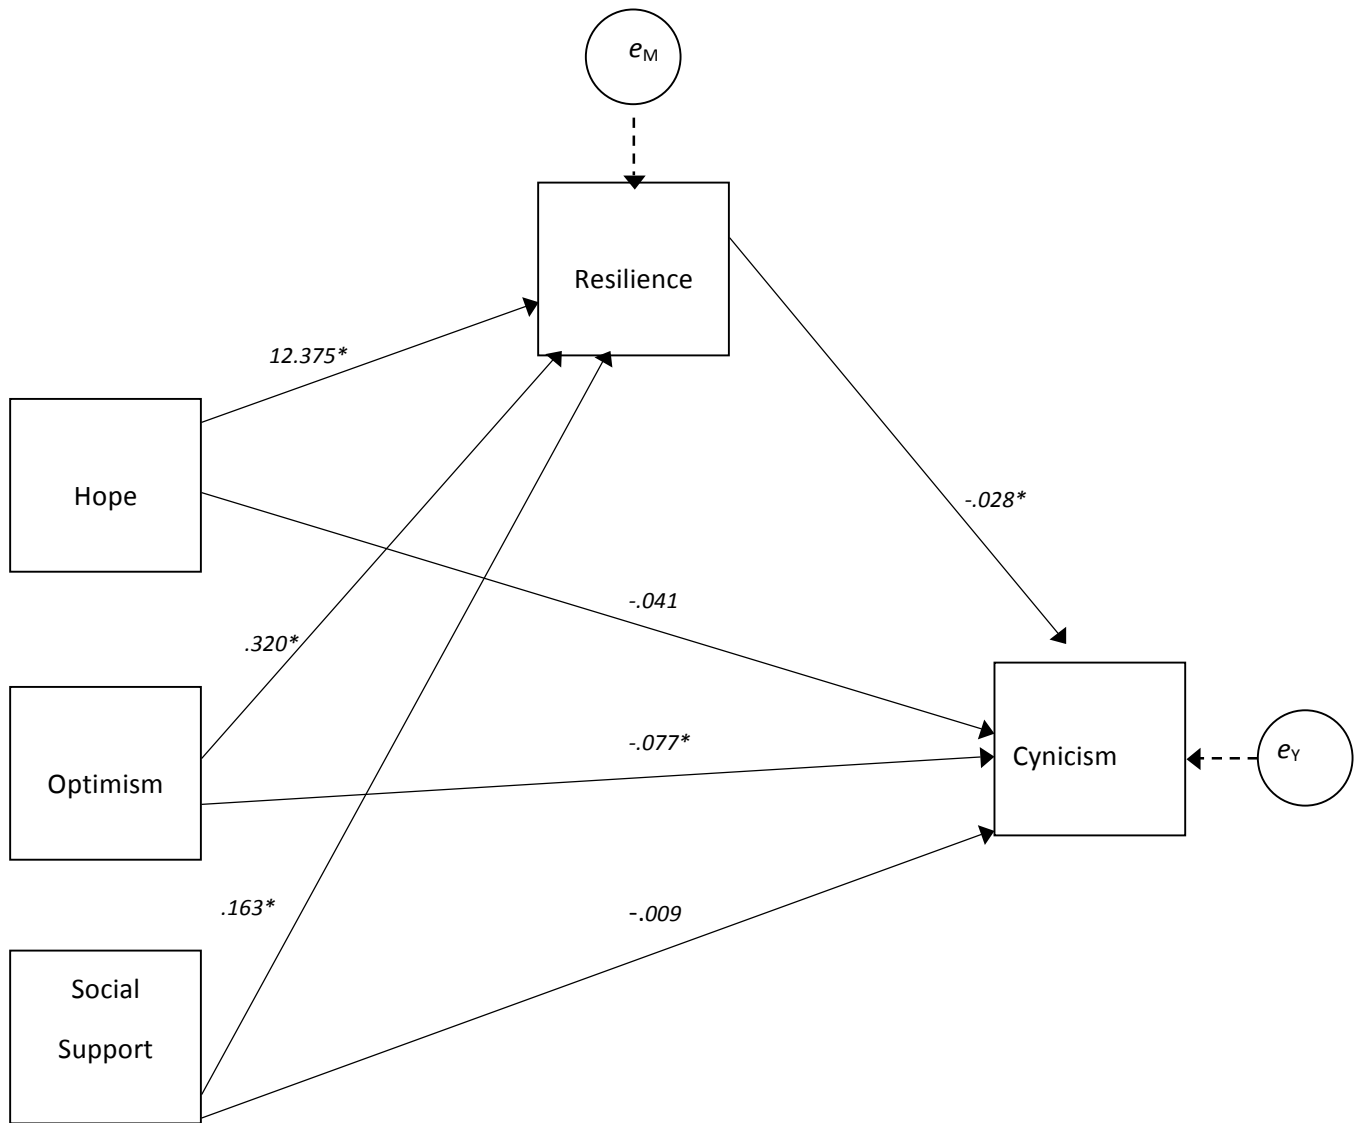 eM
Resilience
12.375*
Hope
-.028*
-.041
.320*
-.077*
Optimism
Cynicism
eY
.163*
-.009
Social
Support